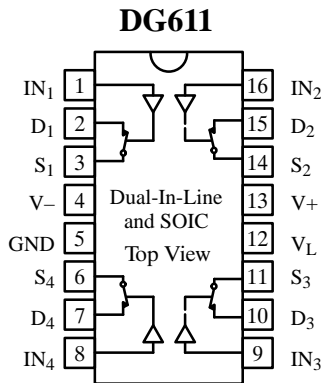 DG611
IN1 1 16 IN2
D1 2 15 D2
S1 3 14 S2
V– 4 Dual-In-Line 13 V+
and SOIC
GND 5 12 VL
Top View
S4 6 11 S3
D4 7 10 D3
IN4 8 9 IN3